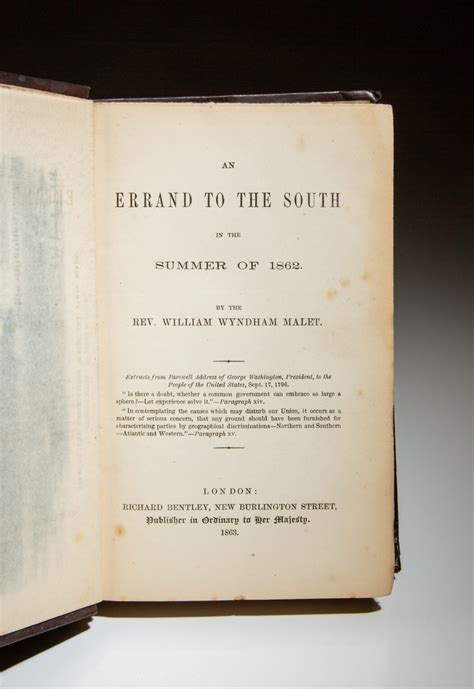 AN
ERRAND TO THE SOUTH
IN THE
SUMMER OF 1862.
BY THE
REV. WILLIAM WYNDHAM MALET.
Extracts from Farewell Address of George Washington, President, to the
People of the United States, Sept. 17, 1796.
"Is there a doubt, whether a common government can embrace so large a
sphere?—Let experience solve it."—Paragraph xiv.
"In contemplating the causes which may disturb our Union, it occurs as a
matter of serious concern, that any ground should have been furnished for
characterizing parties by geographical discriminations—Northern and Southern
—Atlantic and Western."—Paragraph xv.
LONDON:
RICHARD BENTLEY, NEW BURLINGTON STREET,
Publisher in Ordinary to Her Majesty.
1863.